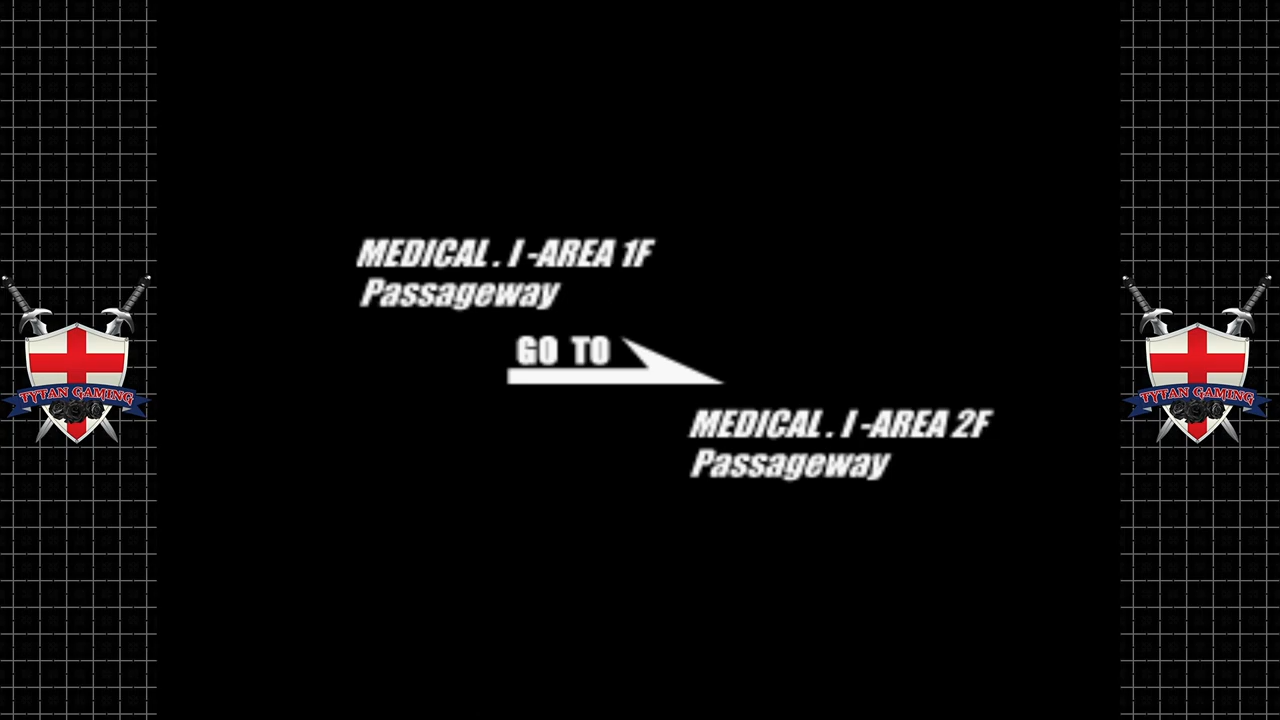 MEDICAL . I -AREA 1F
Passageway
GO TO
MEDICAL . I -AREA 2F
Passageway
TYTAN GAMING
TYTAN GAMING